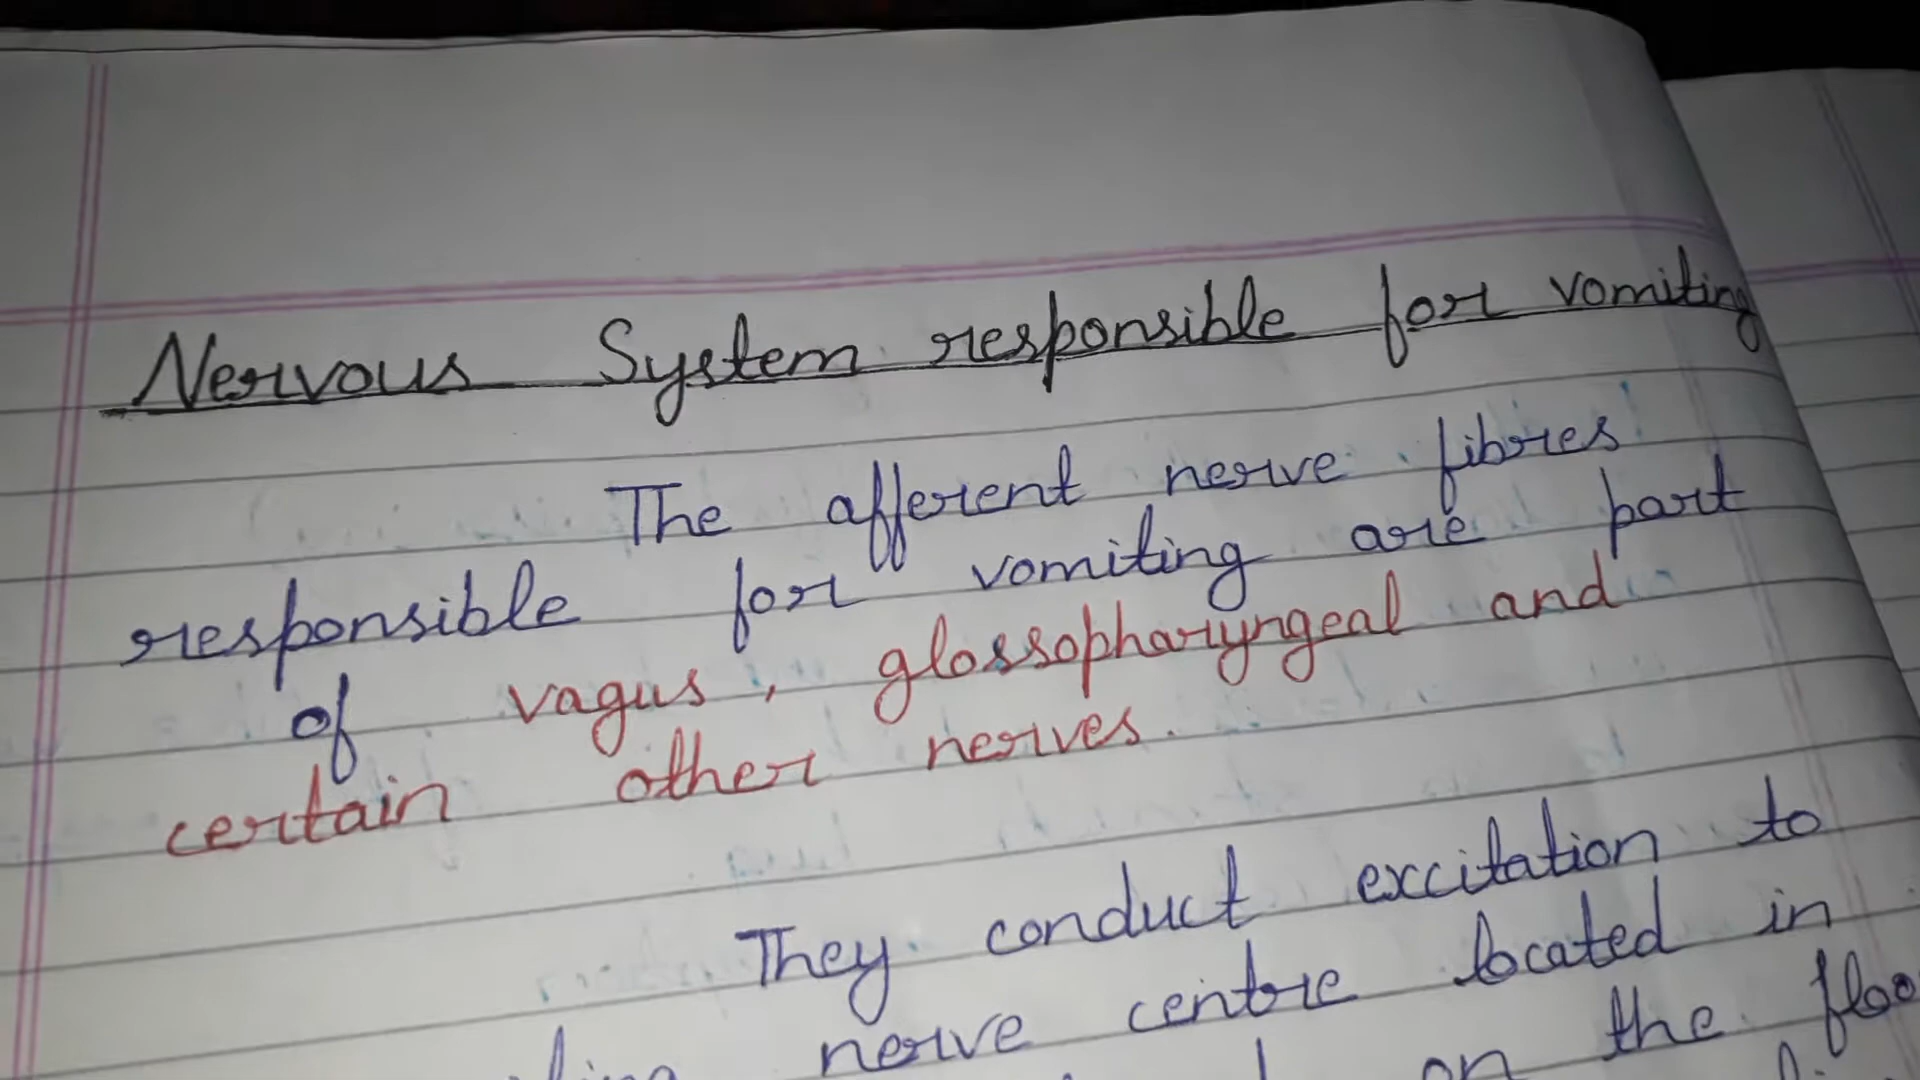 Nervous System responsible for vomiting
The afferent nerve fibres
responsible for vomiting are part
of vagus, glossopharyngeal and
certain other nerves.
They conduct excitation to
nerve centre located in
on the